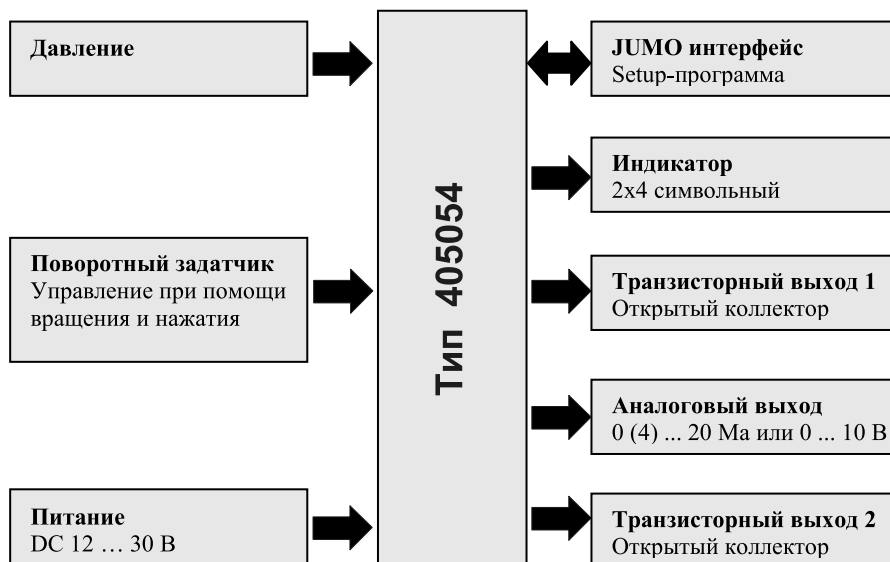 Давление
JUMO интерфейс
Setup-программа
Индикатор
2x4 символьный
Поворотный задатчик
Управление при помощи
вращения и нажатия
Тип 405054
Транзисторный выход 1
Открытый коллектор
Аналоговый выход
0 (4) ... 20 Ма или 0 ... 10 В
Питание
DC 12 ... 30 В
Транзисторный выход 2
Открытый коллектор